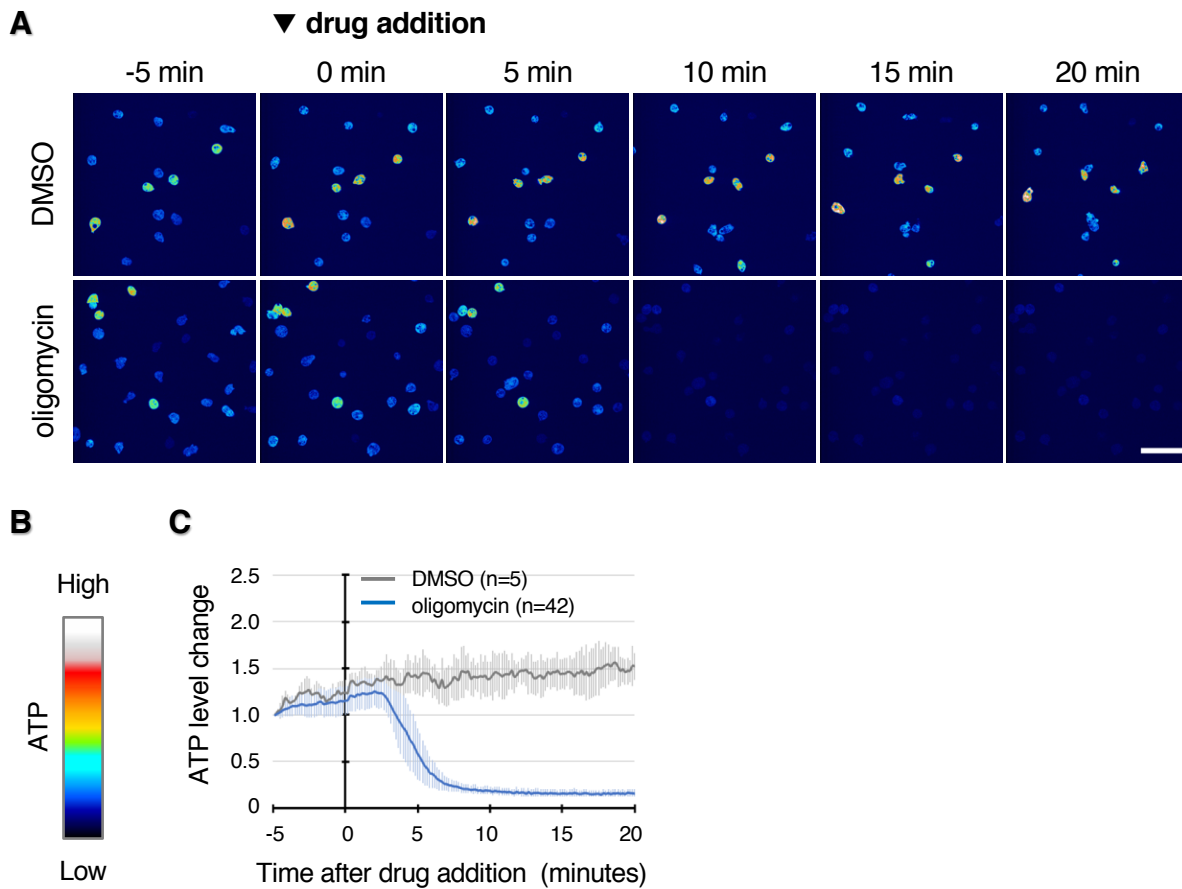 A
▼ drug addition
-5 min 0 min 5 min 10 min 15 min 20 min
DMSO
oligomycin
B
High
ATP
Low
C
DMSO (n=5)
oligomycin (n=42)
ATP level change
2.5
2.0
1.5
1.0
0.5
0
-5 0 5 10 15 20
Time after drug addition (minutes)